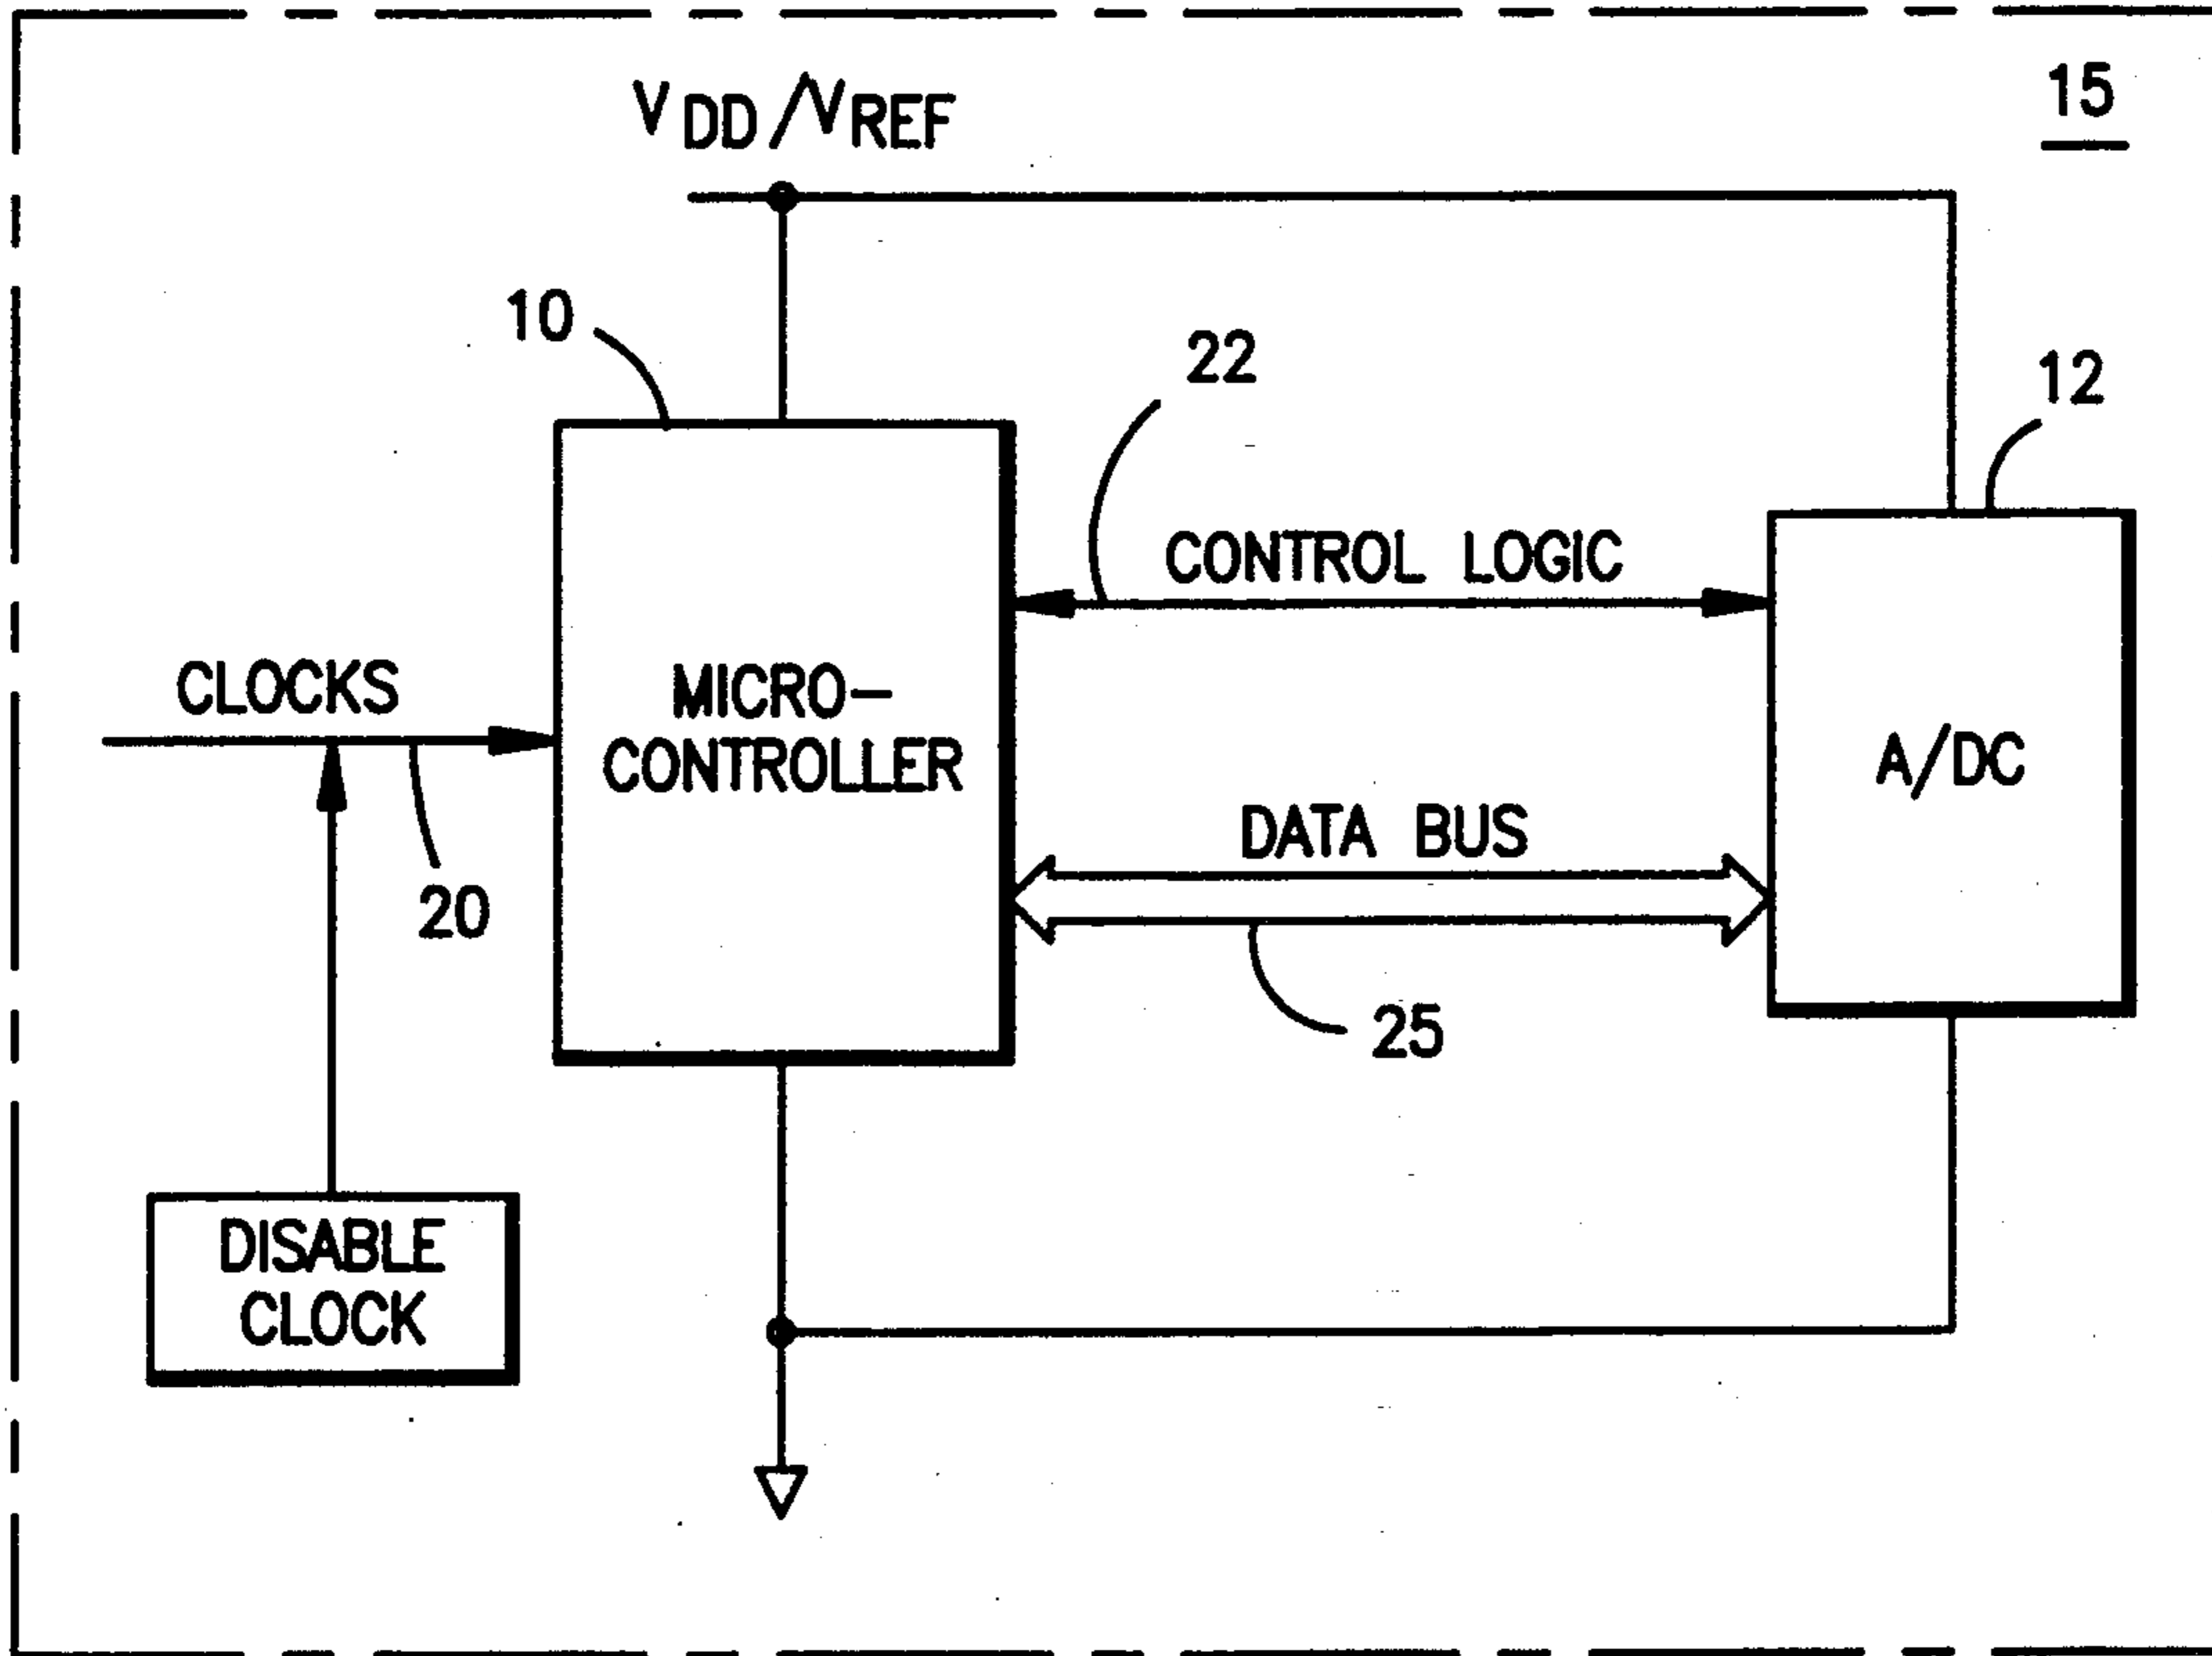 15
VDD/VREF
10
22
12
CONTROL LOGIC
CLOCKS
MICRO-
CONTROLLER
A/DC
DATA BUS
20
25
DISABLE
CLOCK